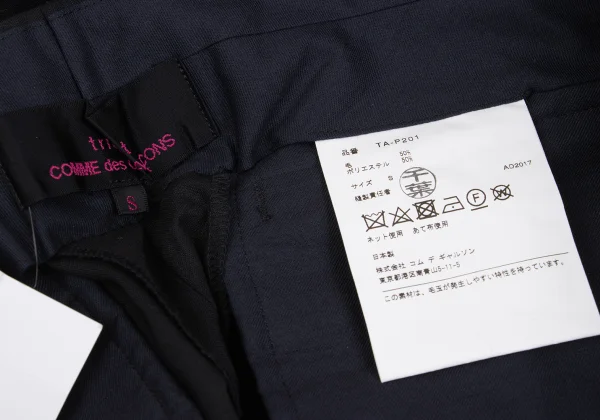 COMME des GARÇONS
S
品番 TA-P201
毛 50%
ポリエステル 50%
サイズ S
縫製責任者 千葉
AD2017
ネット使用 あて布使用
日本製
株式会社 コム デ ギャルソン
東京都港区南青山5-11-5
この素材は、毛玉が発生しやすい特性を持っています。